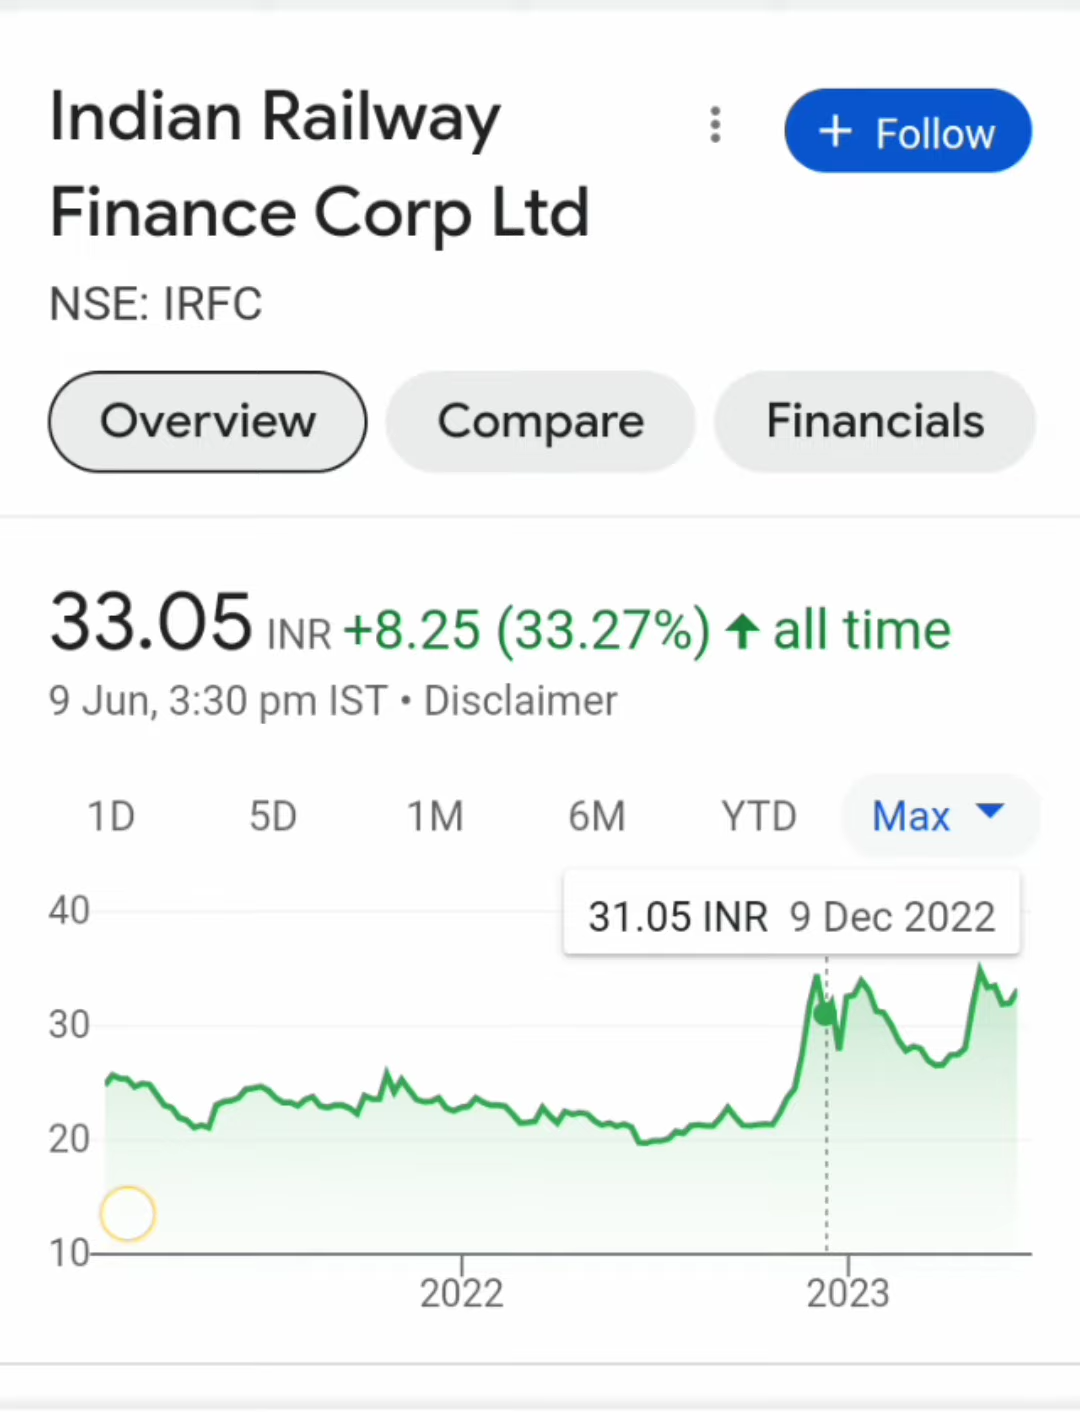 Indian Railway
Finance Corp Ltd
+ Follow
NSE: IRFC
Overview
Compare
Financials
33.05 INR +8.25 (33.27%) ↑ all time
9 Jun, 3:30 pm IST • Disclaimer
1D 5D 1M 6M YTD Max
31.05 INR 9 Dec 2022
40
30
20
10
2022 2023